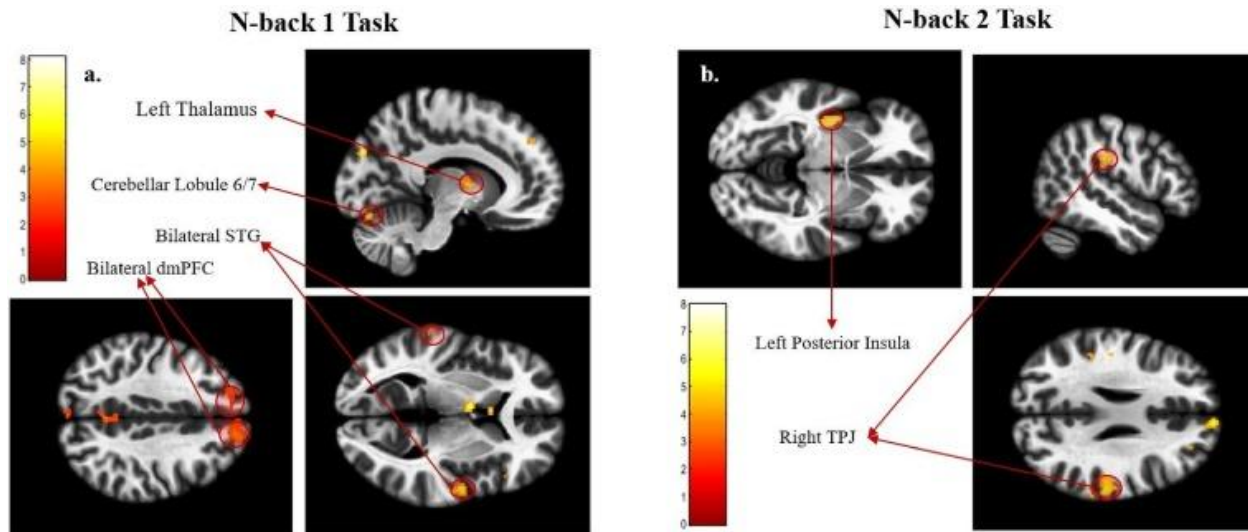 N-back 1 Task
N-back 2 Task
8
7
6
5
4
3
2
1
0
a.
Left Thalamus
Cerebellar Lobule 6/7
Bilateral STG
Bilateral dmPFC
b.
8
7
6
5
4
3
2
1
0
Left Posterior Insula
Right TPJ